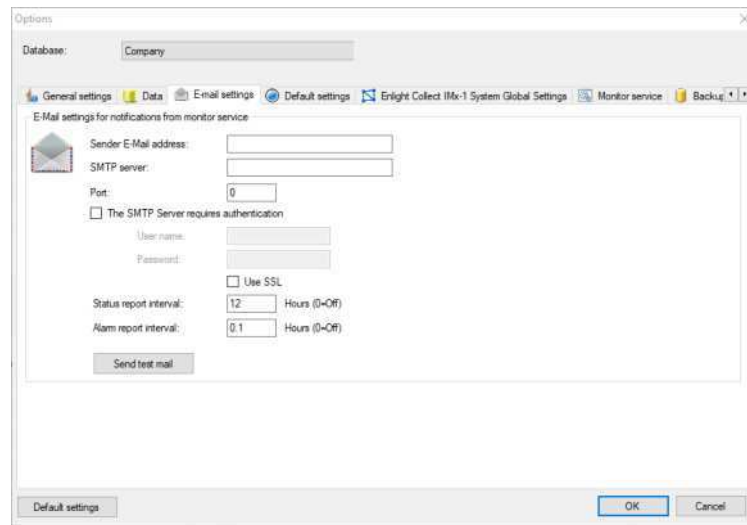 Options
Database: Company
General settings Data E-mail settings Default settings Enlight Collect IMx-1 System Global Settings Monitor service Backup
E-Mail settings for notifications from monitor service
Sender E-Mail address:
SMTP server:
Port: 0
The SMTP Server requires authentication
User name:
Password:
Use SSL
Status report interval: 12 Hours (0=Off)
Alarm report interval: 0.1 Hours (0=Off)
Send test mail
Default settings OK Cancel